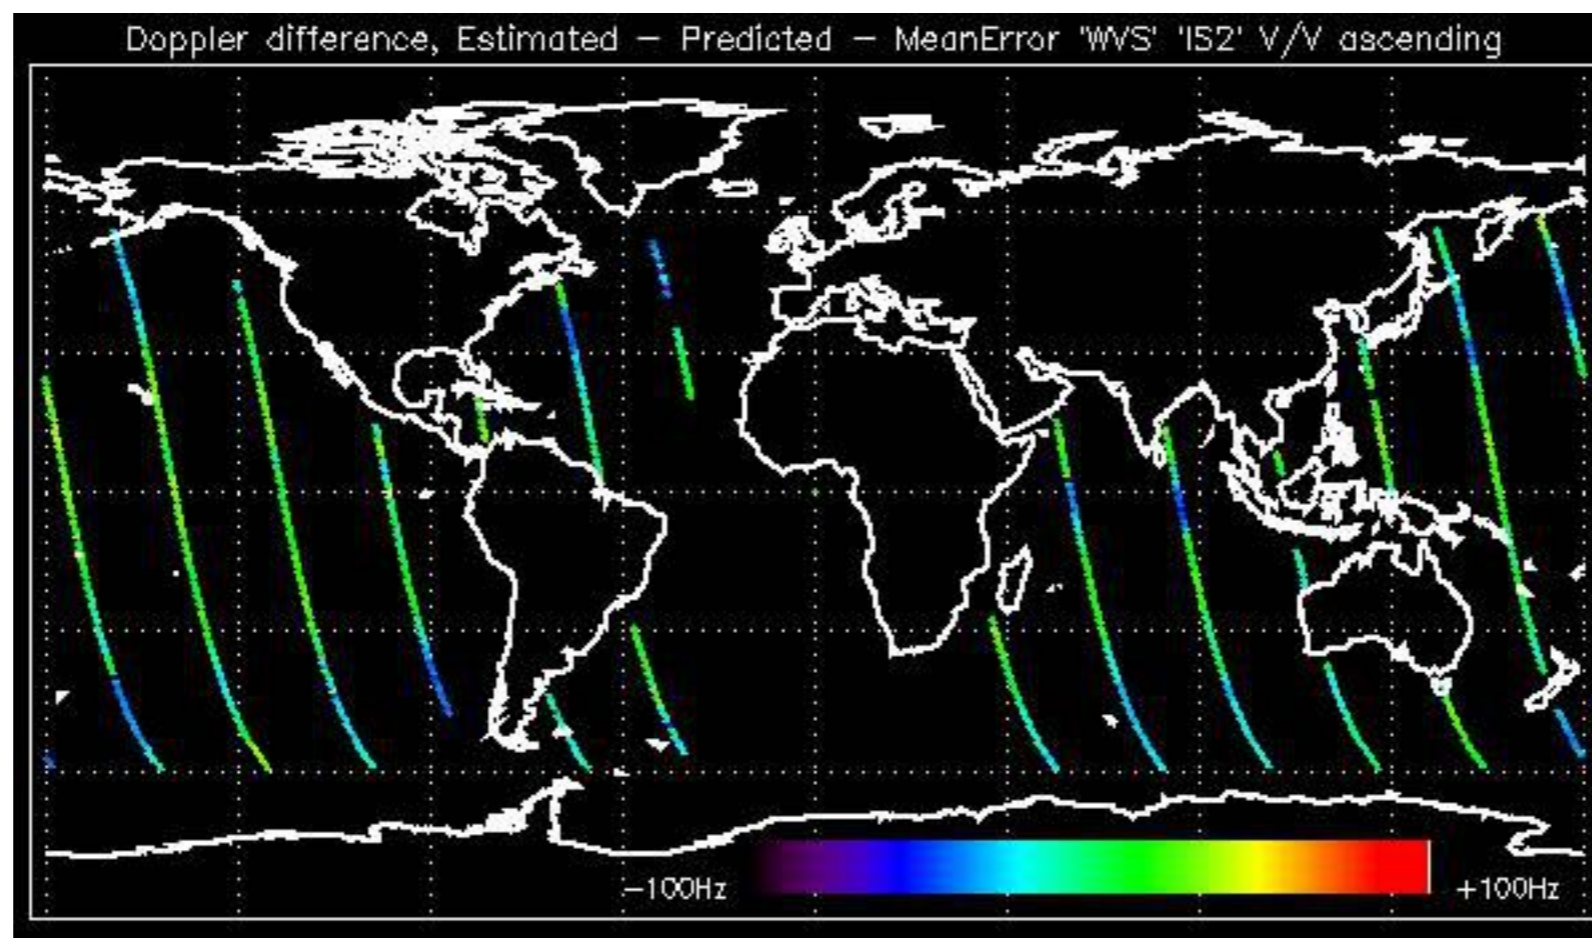 Doppler difference, Estimated − Predicted − MeanError 'WVS' 'IS2' V/V ascending
−100Hz +100Hz